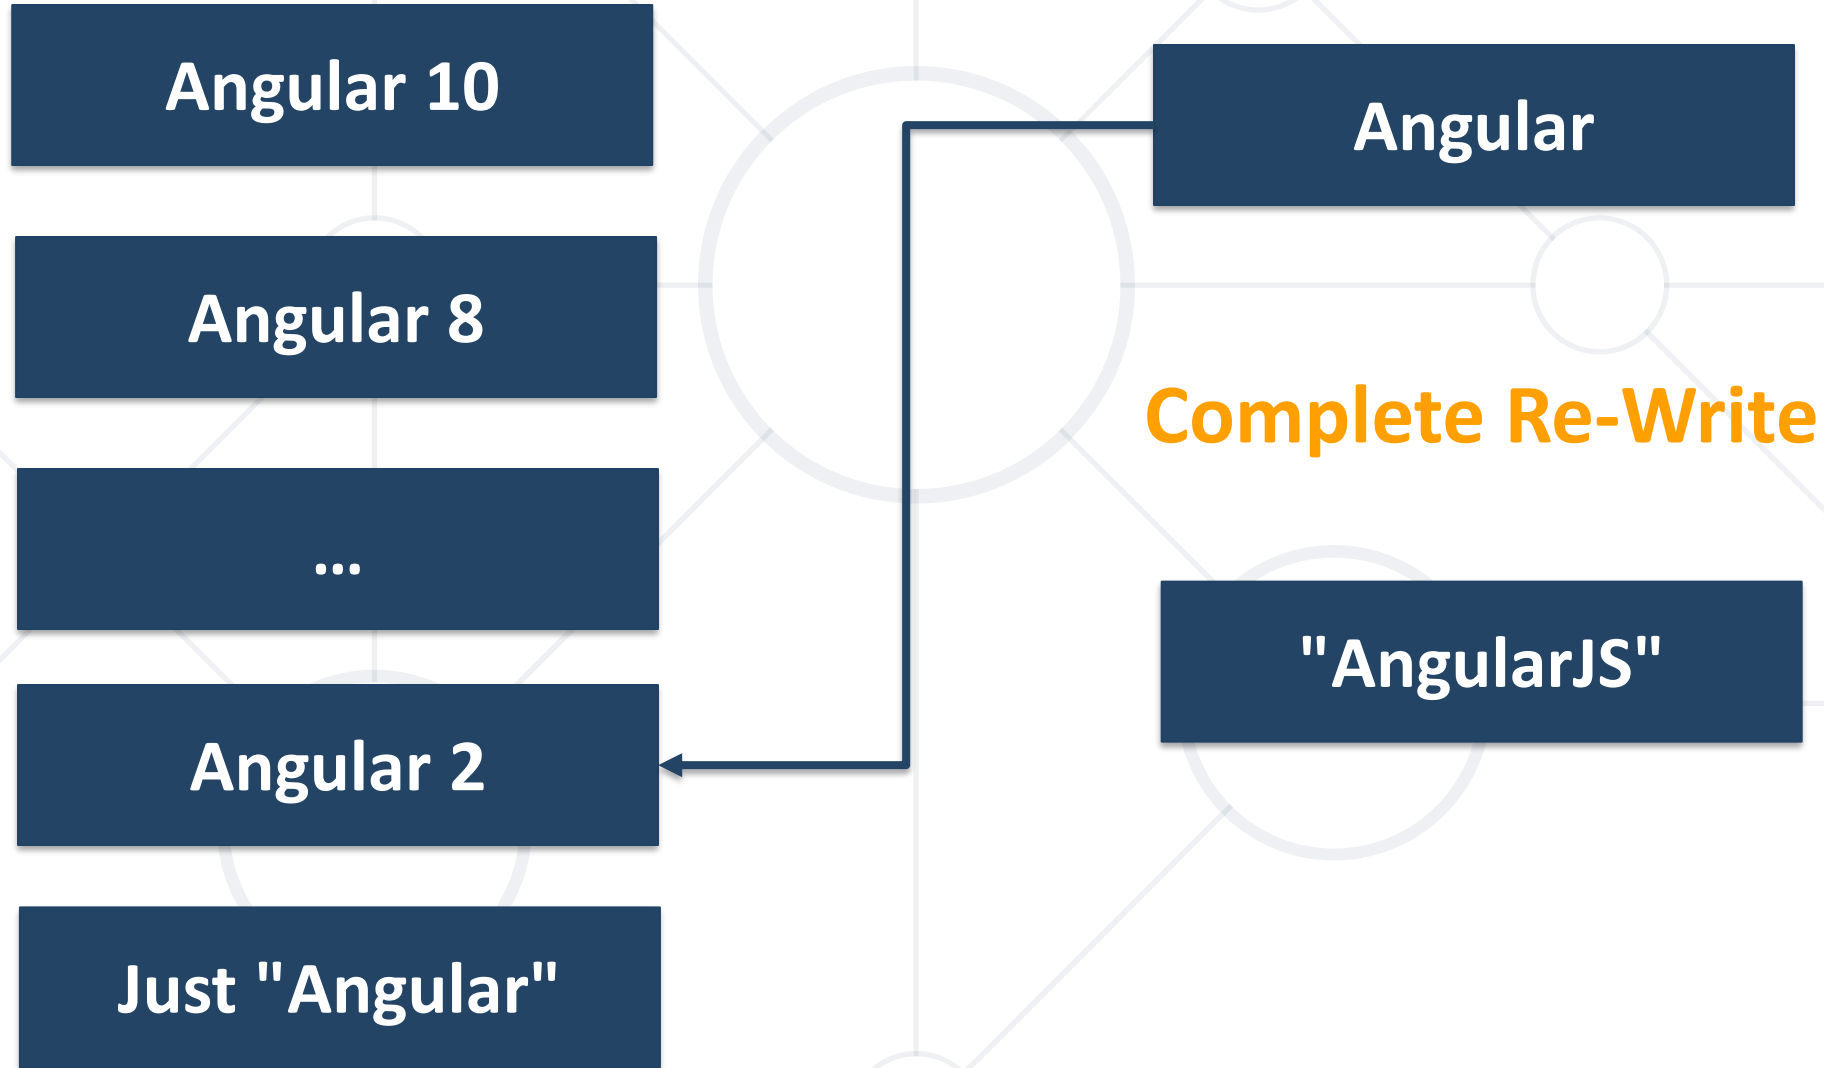 Angular 10
Angular 8
...
Angular 2
Just "Angular"
Angular
Complete Re-Write
"AngularJS"